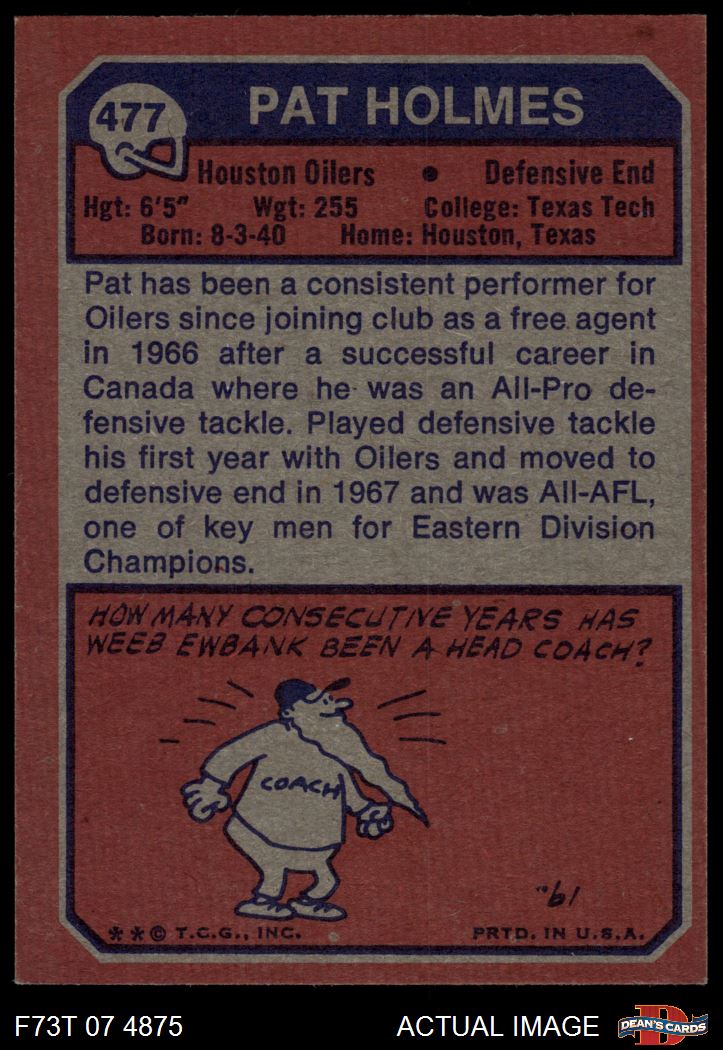 477
PAT HOLMES
Houston Oilers • Defensive End
Hgt: 6'5" Wgt: 255 College: Texas Tech
Born: 8-3-40 Home: Houston, Texas
Pat has been a consistent performer for
Oilers since joining club as a free agent
in 1966 after a successful career in
Canada where he was an All-Pro de-
fensive tackle. Played defensive tackle
his first year with Oilers and moved to
defensive end in 1967 and was All-AFL,
one of key men for Eastern Division
Champions.
HOW MANY CONSECUTIVE YEARS HAS
WEEB EWBANK BEEN A HEAD COACH?
COACH
"61
**© T.C.G., INC. PRTD. IN U.S.A.
F73T 07 4875 ACTUAL IMAGE DEAN'S CARDS